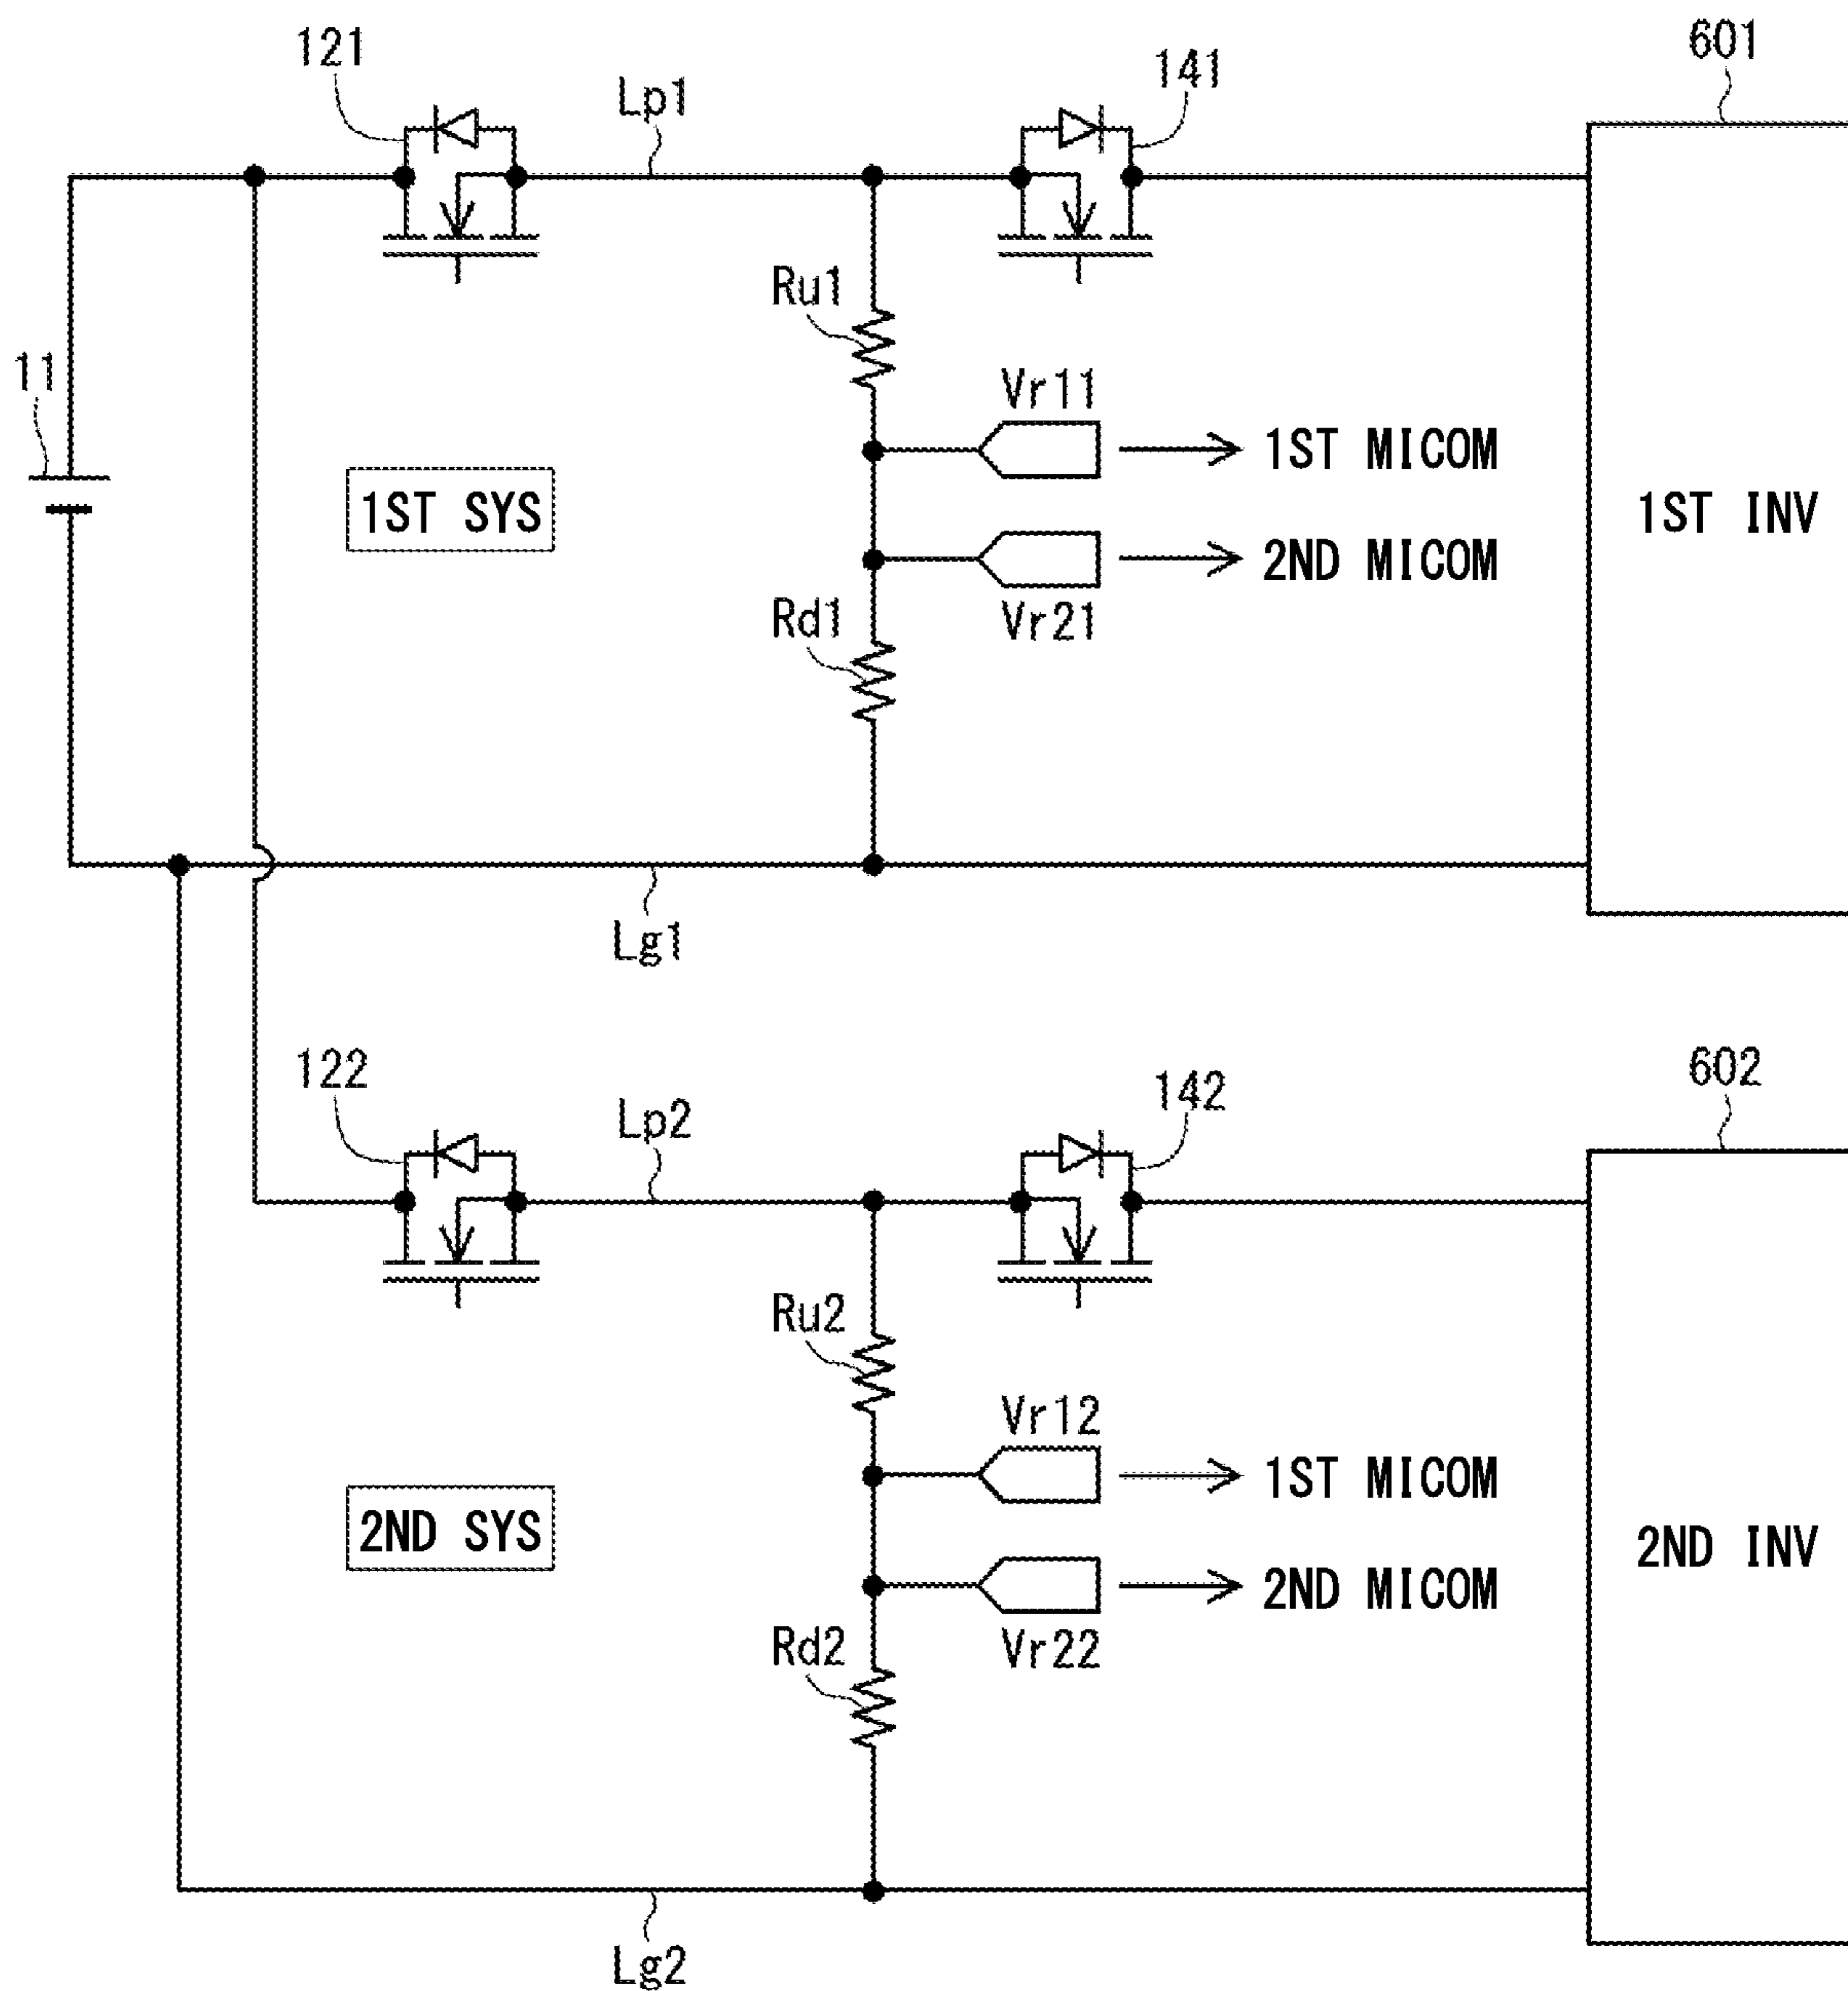 121
Lp1
141
601
Ru1
11
Vr11
1ST MICOM
1ST SYS
1ST INV
2ND MICOM
Rd1
Vr21
Lg1
122
Lp2
142
602
Ru2
Vr12
1ST MICOM
2ND SYS
2ND INV
2ND MICOM
Rd2
Vr22
Lg2